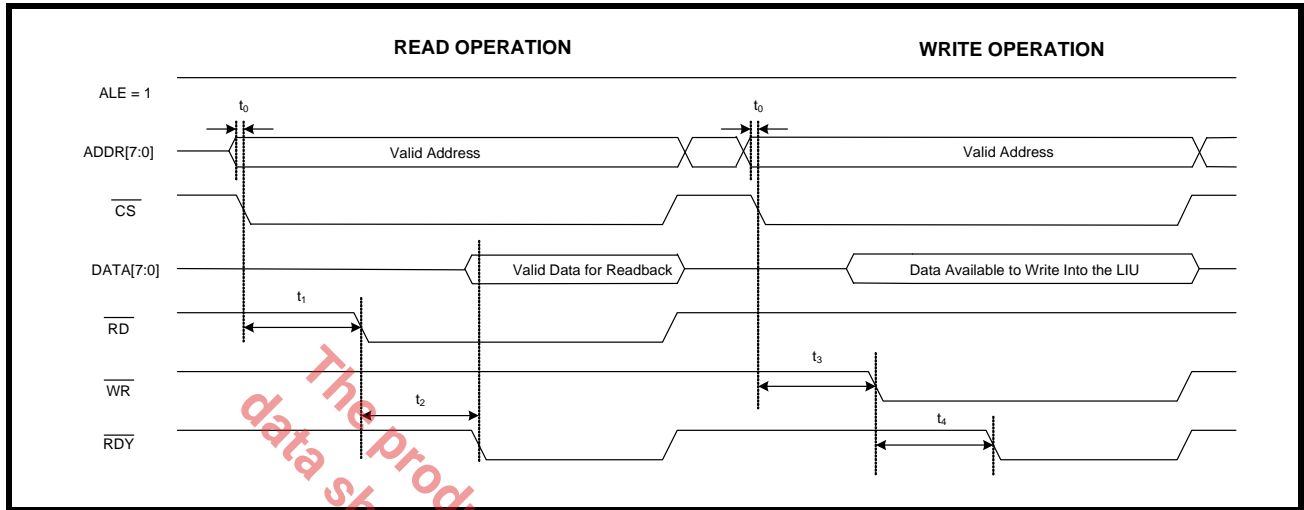 READ OPERATION WRITE OPERATION
ALE = 1
t0 t0
ADDR[7:0] Valid Address Valid Address
CS
DATA[7:0] Valid Data for Readback Data Available to Write Into the LIU
t1
RD
t3
WR
t2
t4
RDY
The
data